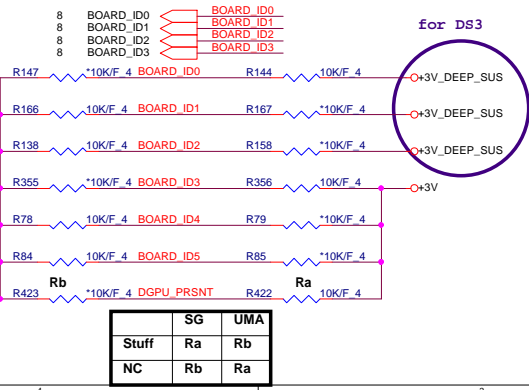 8 BOARD_ID0 BOARD_ID0
8 BOARD_ID1 BOARD_ID1
8 BOARD_ID2 BOARD_ID2
8 BOARD_ID3 BOARD_ID3
for DS3
R147 *10K/F_4 BOARD_ID0 R144 10K/F_4 +3V_DEEP_SUS
R166 10K/F_4 BOARD_ID1 R167 *10K/F_4 +3V_DEEP_SUS
R138 10K/F_4 BOARD_ID2 R158 *10K/F_4 +3V_DEEP_SUS
R355 *10K/F_4 BOARD_ID3 R356 10K/F_4 +3V
R78 10K/F_4 BOARD_ID4 R79 *10K/F_4
R84 10K/F_4 BOARD_ID5 R85 *10K/F_4
Rb Ra
R423 *10K/F_4 DGPU_PRSNT R422 10K/F_4
SG UMA
Stuff Ra Rb
NC Rb Ra